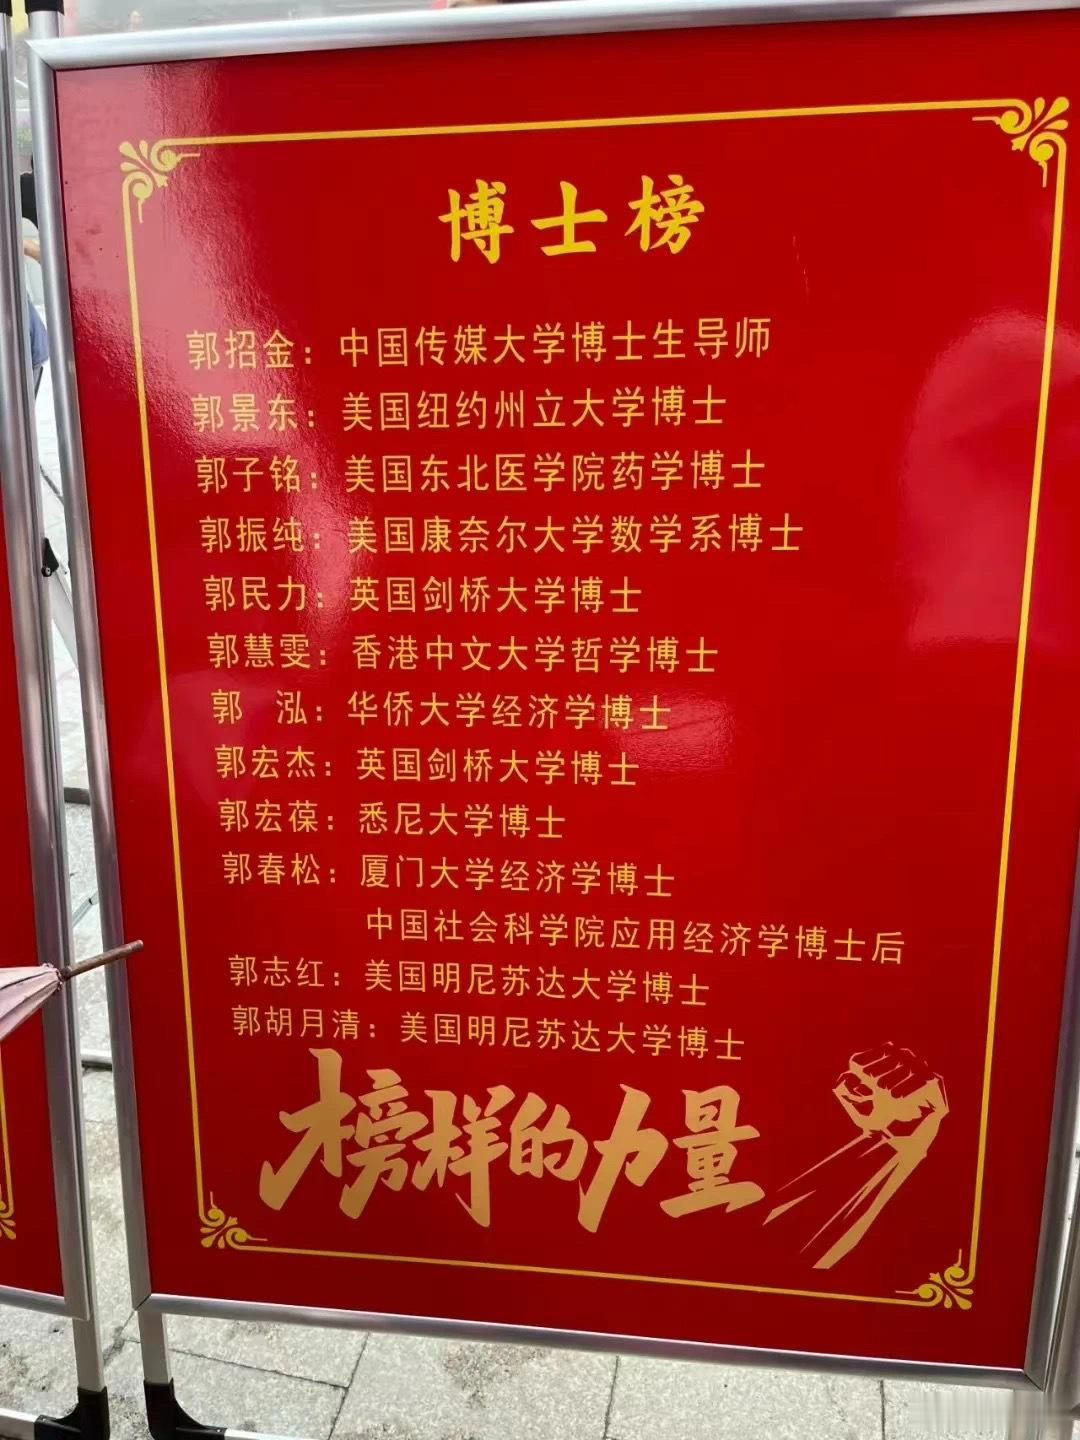 博士榜
郭招金：中国传媒大学博士生导师
郭景东：美国纽约州立大学博士
郭子铭：美国东北医学院药学博士
郭振纯：美国康奈尔大学数学系博士
郭民力：英国剑桥大学博士
郭慧雯：香港中文大学哲学博士
郭 泓：华侨大学经济学博士
郭宏杰：英国剑桥大学博士
郭宏葆：悉尼大学博士
郭春松：厦门大学经济学博士
中国社会科学院应用经济学博士后
郭志红：美国明尼苏达大学博士
郭胡月清：美国明尼苏达大学博士
榜样的力量